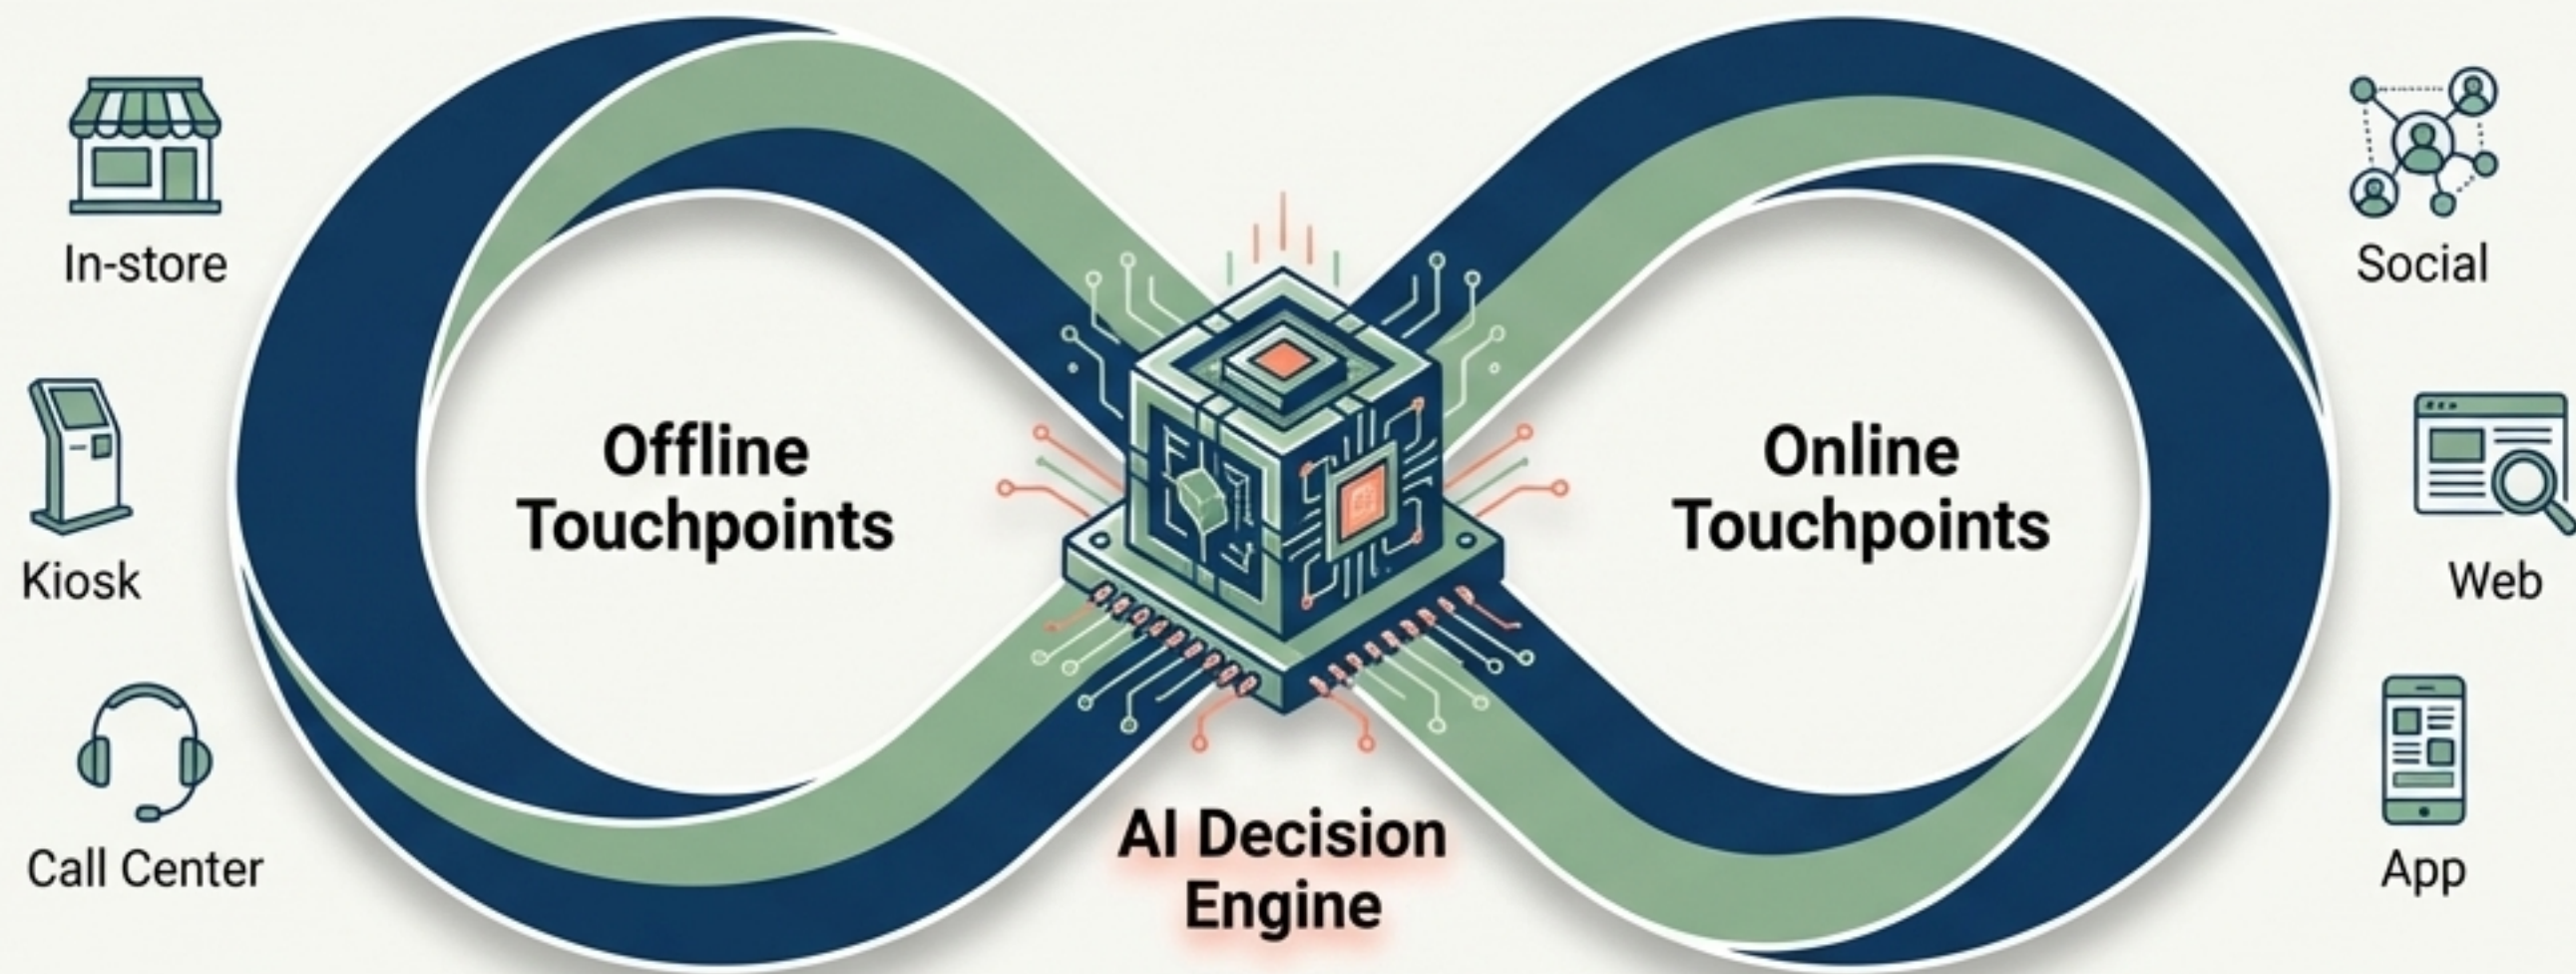 In-store
Kiosk
Call Center
Offline
Touchpoints
AI Decision
Engine
Online
Touchpoints
Social
Web
App